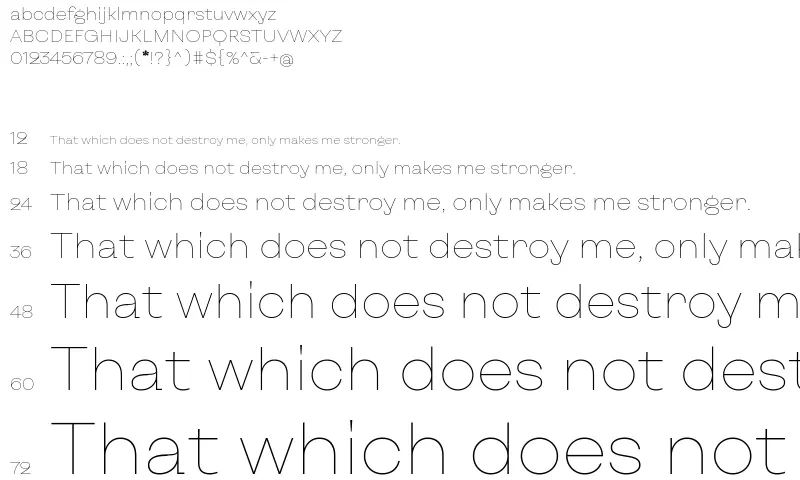 abcdefghijklmnopqrstuvwxyz
ABCDEFGHIJKLMNOPQRSTUVWXYZ
0123456789.:,;(*!?}^)#${%^&-+@
12 That which does not destroy me, only makes me stronger.
18 That which does not destroy me, only makes me stronger.
24 That which does not destroy me, only makes me stronger.
36 That which does not destroy me, only mak
48 That which does not destroy m
60 That which does not dest
72 That which does not